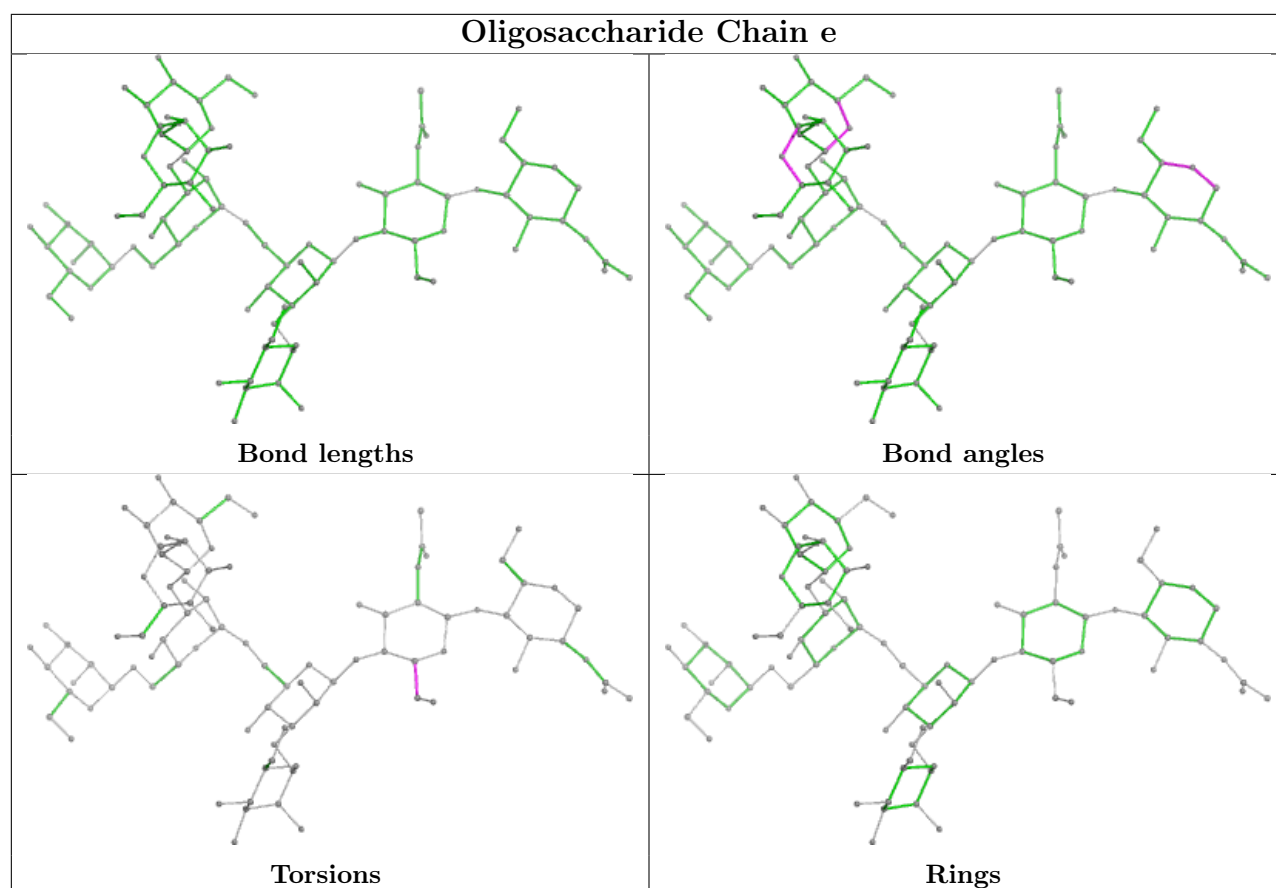 Oligosaccharide Chain e
Bond lengths
Bond angles
Torsions
Rings